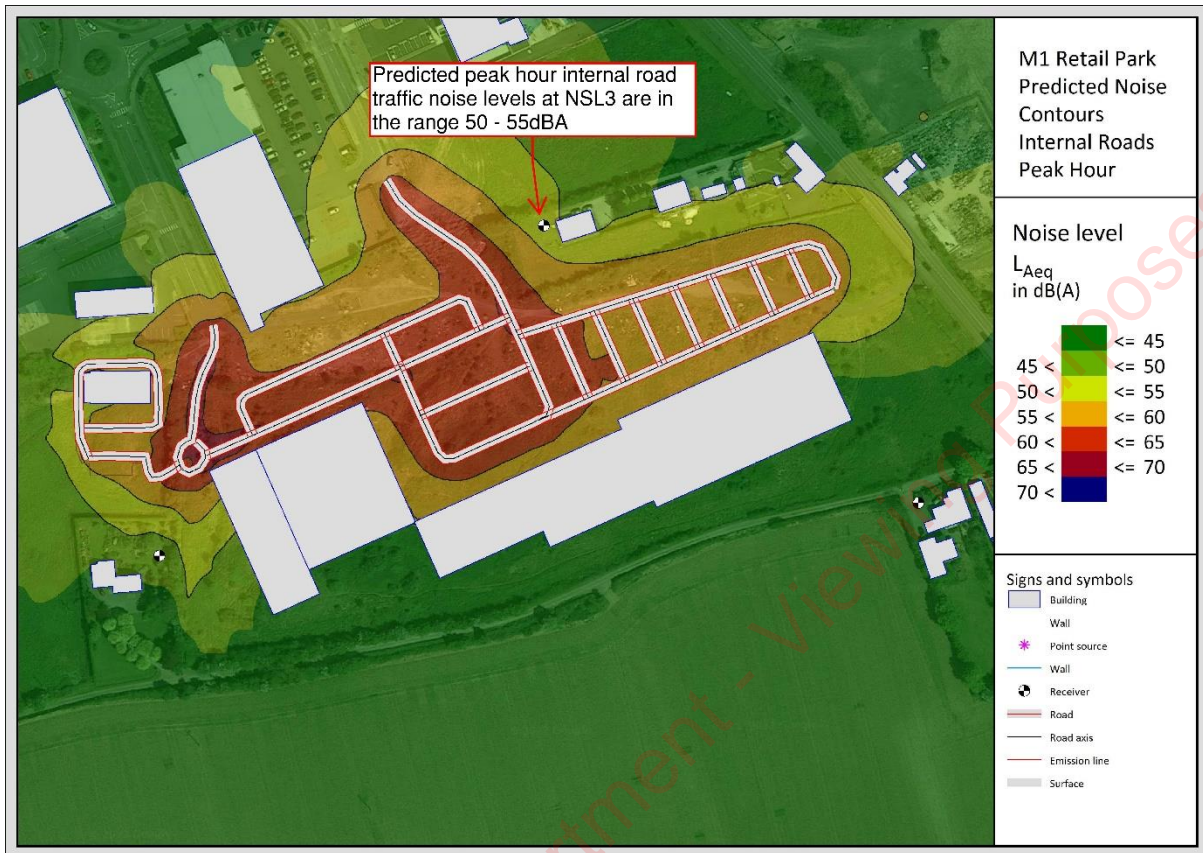 Predicted peak hour internal road
traffic noise levels at NSL3 are in
the range 50 - 55dBA
M1 Retail Park
Predicted Noise
Contours
Internal Roads
Peak Hour
Noise level
LAeq
in dB(A)
<= 45
45 < <= 50
50 < <= 55
55 < <= 60
60 < <= 65
65 < <= 70
70 <
Signs and symbols
Building
Wall
Point source
Wall
Receiver
Road
Road axis
Emission line
Surface
Viewing Purpose